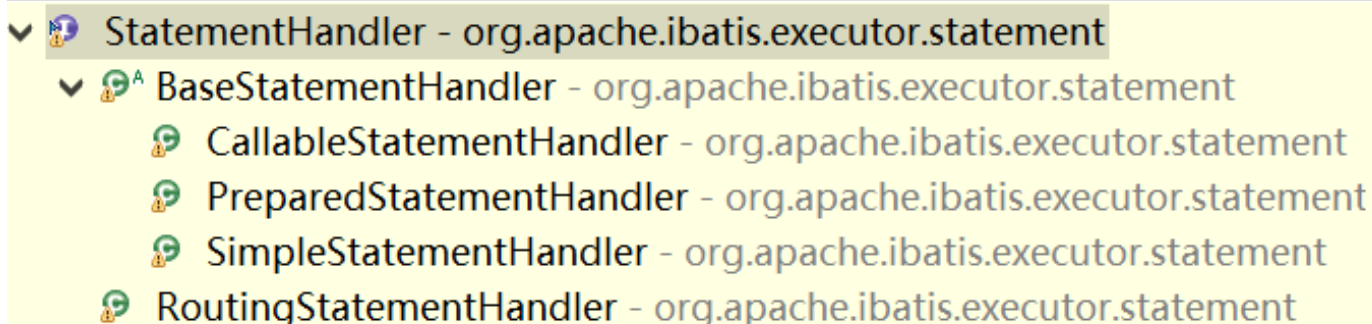 StatementHandler - org.apache.ibatis.executor.statement
BaseStatementHandler - org.apache.ibatis.executor.statement
CallableStatementHandler - org.apache.ibatis.executor.statement
PreparedStatementHandler - org.apache.ibatis.executor.statement
SimpleStatementHandler - org.apache.ibatis.executor.statement
RoutingStatementHandler - org.apache.ibatis.executor.statement